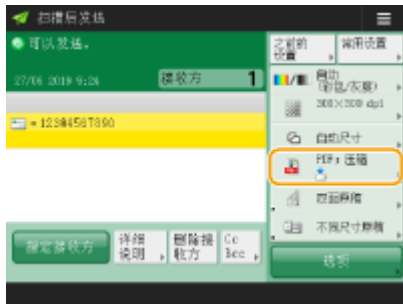 扫描后发送
可以发送。
27/06 2019 9:26
接收方 1
=1234567890
指定接收方
详细
说明
删除接
收方
Cc
Bcc
之前的
设置
常用设置
自动
(彩色/灰度)
300×300 dpi
自动尺寸
PDF；压缩
双面原稿
不同尺寸原稿
选项